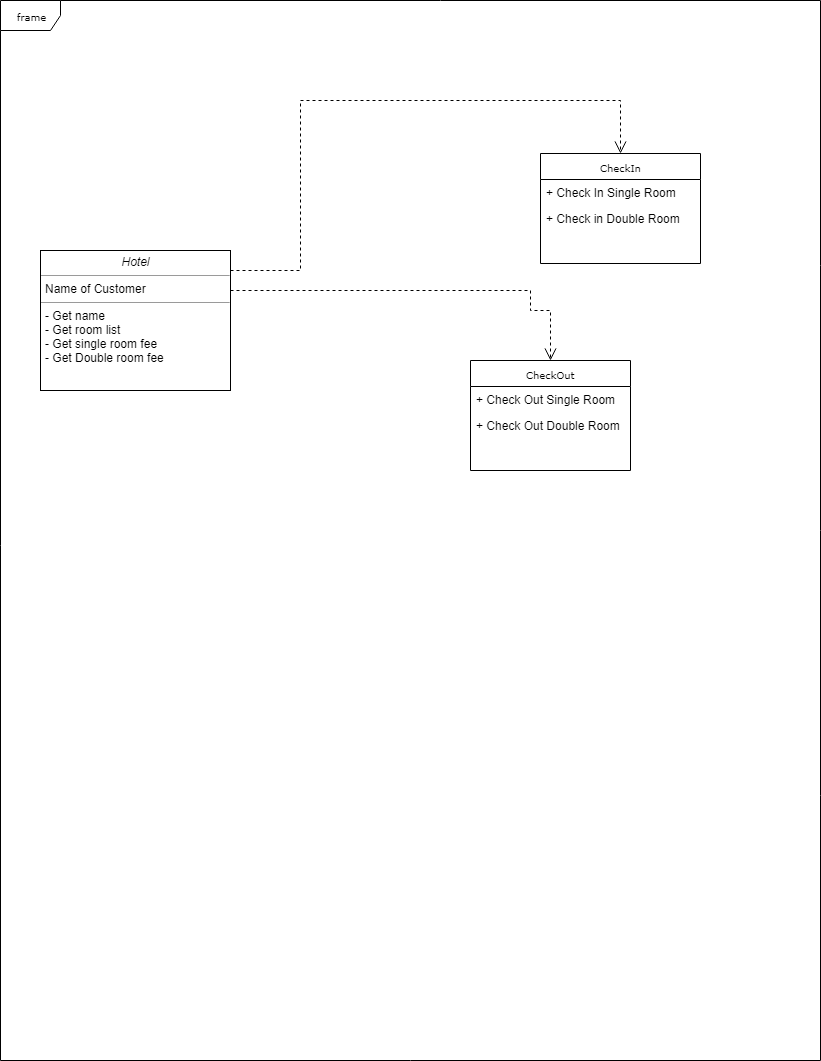 frame
CheckIn
+ Check In Single Room
+ Check in Double Room
Hotel
Name of Customer
- Get name
- Get room list
- Get single room fee
- Get Double room fee
CheckOut
+ Check Out Single Room
+ Check Out Double Room